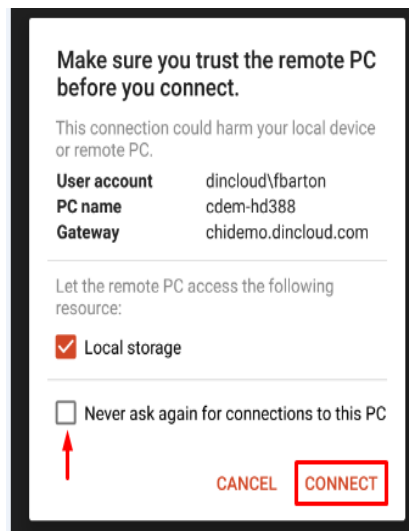 Make sure you trust the remote PC
before you connect.
This connection could harm your local device
or remote PC.
User account dincloud\fbarton
PC name cdem-hd388
Gateway chidemo.dincloud.com
Let the remote PC access the following
resource:
Local storage
Never ask again for connections to this PC
CANCEL CONNECT